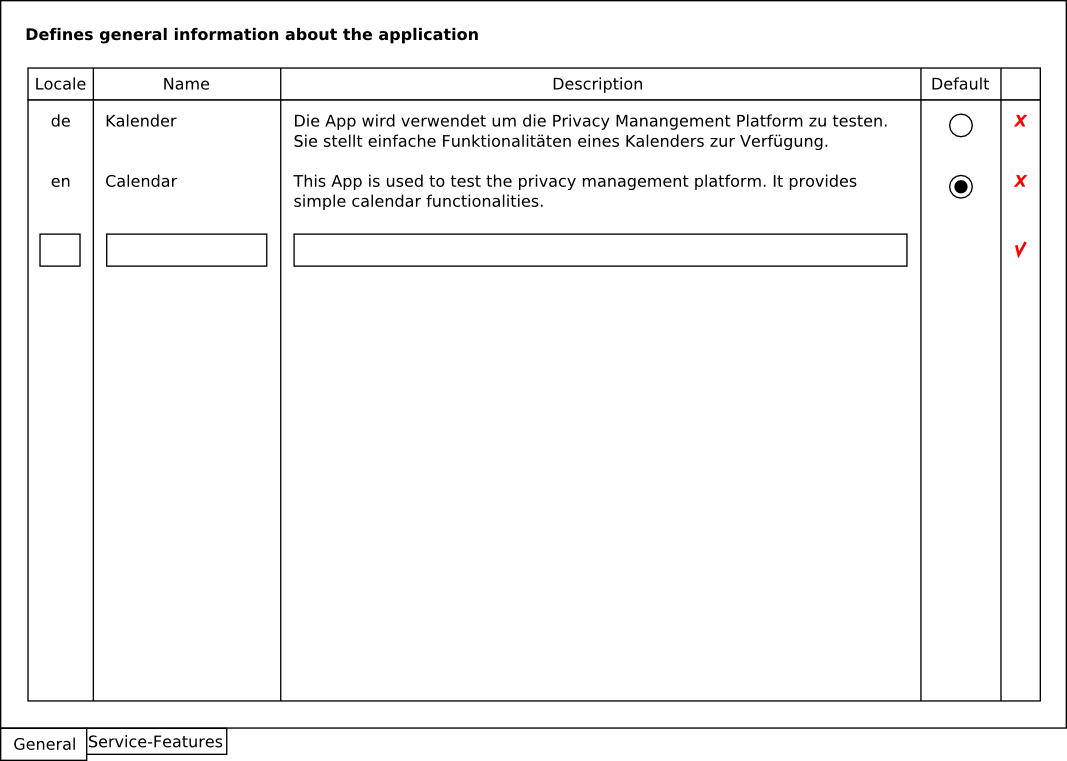 Defines general information about the application
Locale Name Description Default
de Kalender Die App wird verwendet um die Privacy Manangement Platform zu testen. X
Sie stellt einfache Funktionalitäten eines Kalenders zur Verfügung.
en Calendar This App is used to test the privacy management platform. It provides X
simple calendar functionalities.
General Service-Features